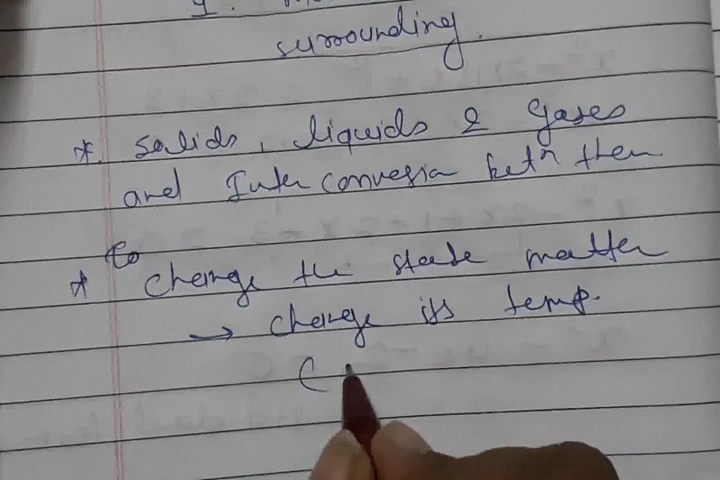 surrounding.
*. Solids, liquids & gases
and Inter conversion betn them
to
* Change the state matter
→ change its temp.
(